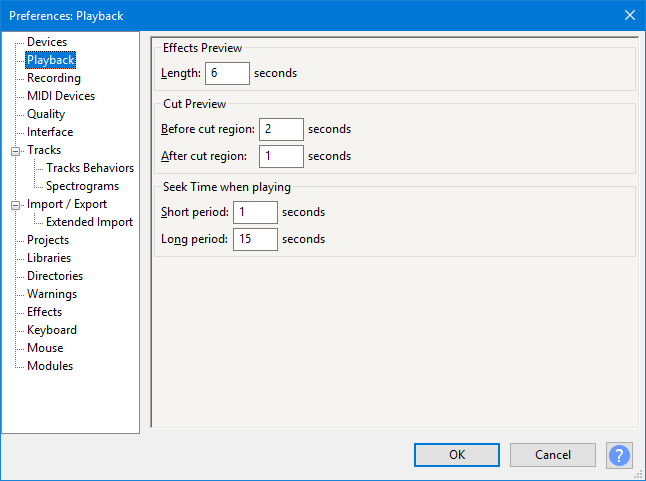 Preferences: Playback
Devices
Playback
Recording
MIDI Devices
Quality
Interface
Tracks
Tracks Behaviors
Spectrograms
Import / Export
Extended Import
Projects
Libraries
Directories
Warnings
Effects
Keyboard
Mouse
Modules
Effects Preview
Length: 6 seconds
Cut Preview
Before cut region: 2 seconds
After cut region: 1 seconds
Seek Time when playing
Short period: 1 seconds
Long period: 15 seconds
OK Cancel ?